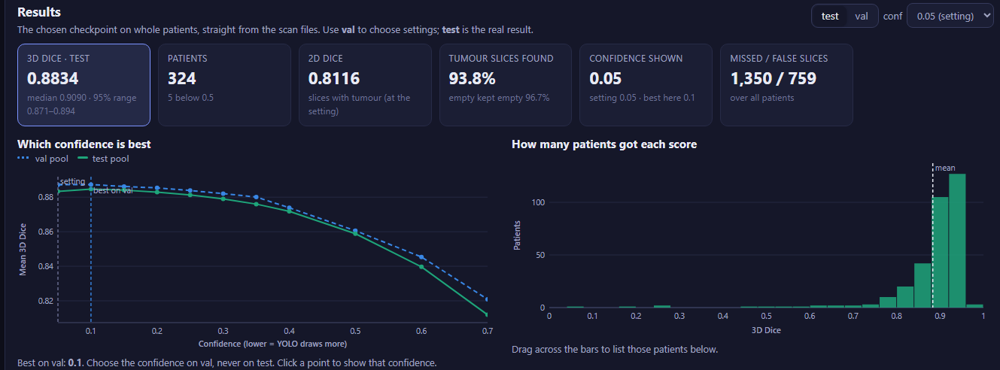 Results
test val conf 0.05 (setting)
The chosen checkpoint on whole patients, straight from the scan files. Use val to choose settings; test is the real result.
3D DICE · TEST
0.8834
median 0.9090 · 95% range
0.871–0.894
PATIENTS
324
5 below 0.5
2D DICE
0.8116
slices with tumour (at the
setting)
TUMOUR SLICES FOUND
93.8%
empty kept empty 96.7%
CONFIDENCE SHOWN
0.05
setting 0.05 · best here 0.1
MISSED / FALSE SLICES
1,350 / 759
over all patients
Which confidence is best
val pool test pool
setting
best on val
0.88
0.86
0.84
0.82
Mean 3D Dice
0.1 0.2 0.3 0.4 0.5 0.6 0.7
Confidence (lower = YOLO draws more)
Best on val: 0.1. Choose the confidence on val, never on test. Click a point to show that confidence.
How many patients got each score
mean
100
50
0
Patients
0 0.1 0.2 0.3 0.4 0.5 0.6 0.7 0.8 0.9 1
3D Dice
Drag across the bars to list those patients below.